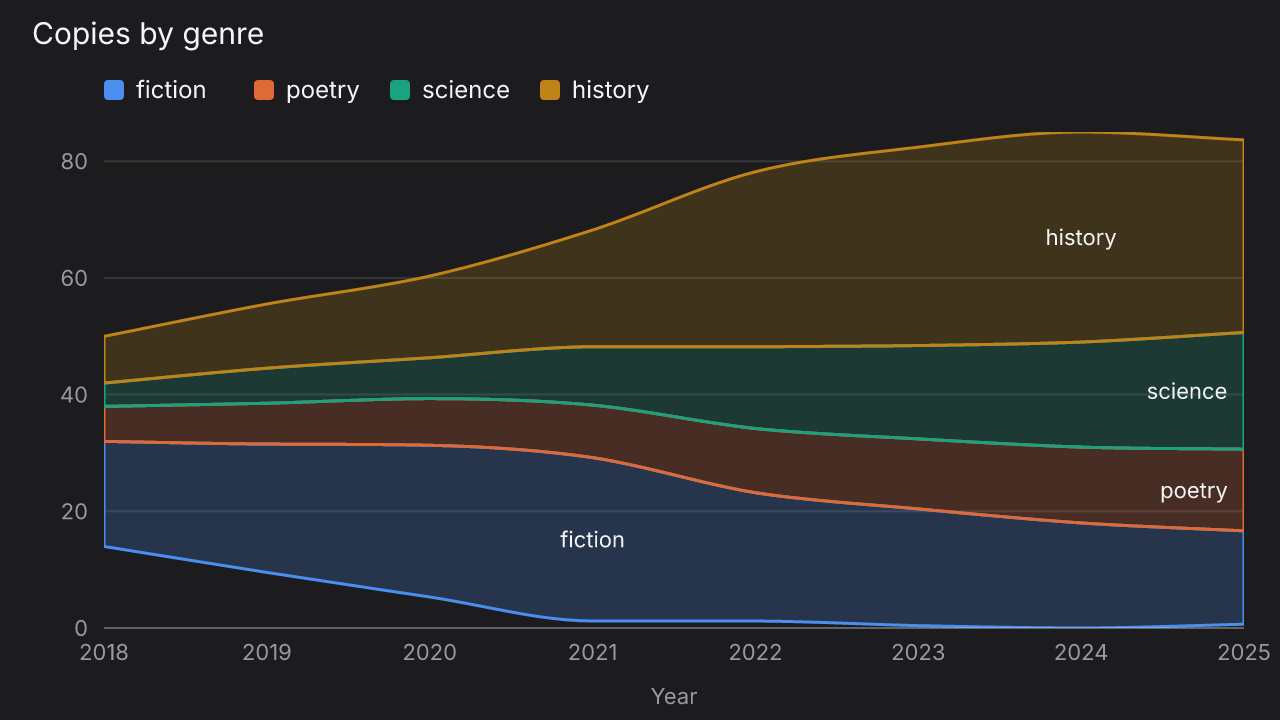 Copies by genre
fiction poetry science history
80
60
40
20
0
history
science
poetry
fiction
2018 2019 2020 2021 2022 2023 2024 2025
Year